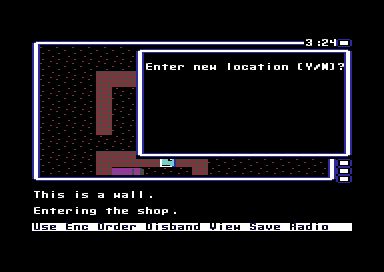 3:24
Enter new location (Y/N)?
This is a wall.
Entering the shop.
Use Enc Order Disband View Save Radio